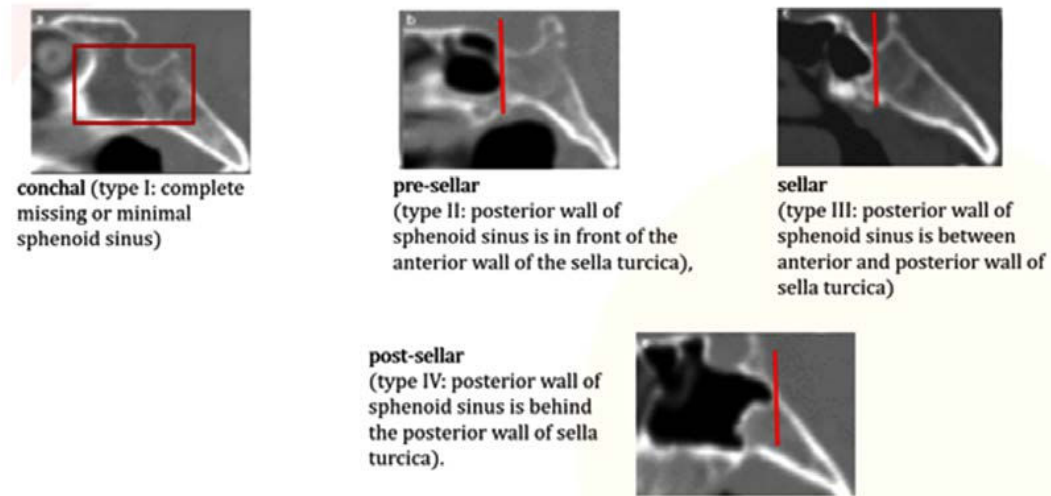 a
b
c
conchal (type I: complete
missing or minimal
sphenoid sinus)
pre-sellar
(type II: posterior wall of
sphenoid sinus is in front of the
anterior wall of the sella turcica),
sellar
(type III: posterior wall of
sphenoid sinus is between
anterior and posterior wall of
sella turcica)
post-sellar
(type IV: posterior wall of
sphenoid sinus is behind
the posterior wall of sella
turcica).